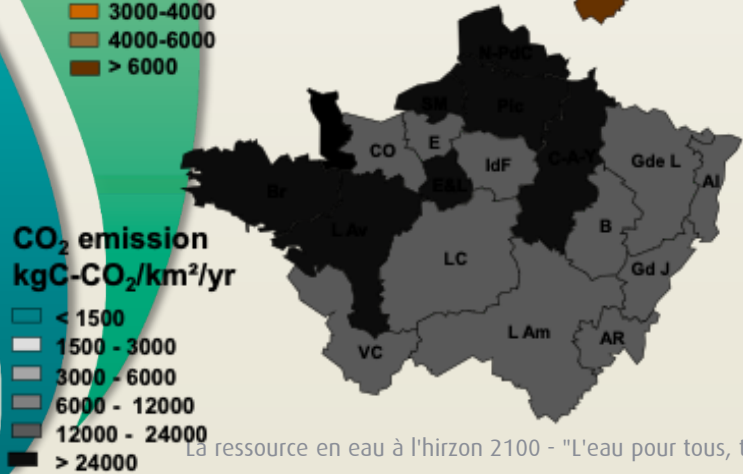 3000-4000
4000-6000
> 6000
N-PdC
SM
Pic
CO
E
IdF
C-A-Y
Gde L
Al
Br
E&L
B
L Av
LC
Gd J
L Am
AR
VC
CO₂ emission
kgC-CO₂/km²/yr
< 1500
1500 - 3000
3000 - 6000
6000 - 12000
12000 - 24000
> 24000
La ressource en eau à l'hirzon 2100 - "L'eau pour tous, t